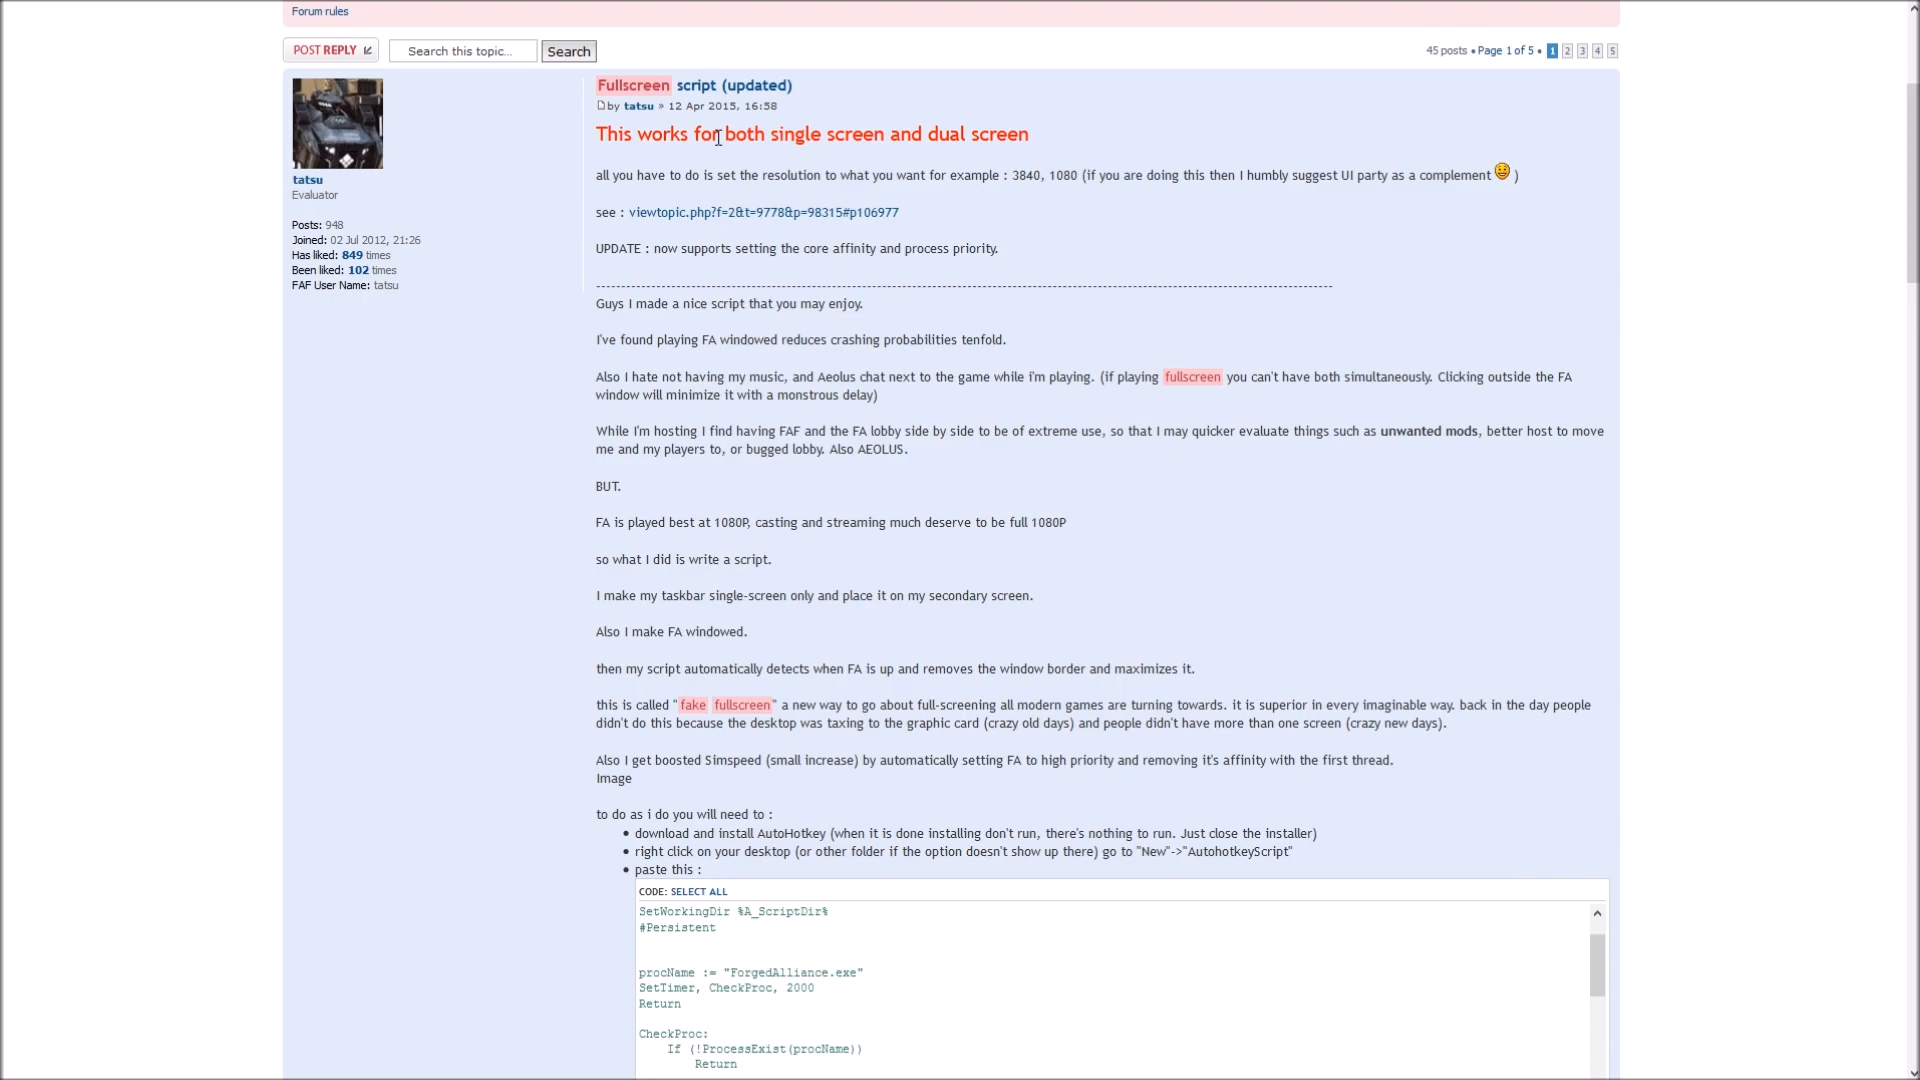 Forum rules
POST REPLY
Search this topic...
Search
45 posts • Page 1 of 5 • 1 2 3 4 5
Fullscreen script (updated)
by tatsu » 12 Apr 2015, 16:58
tatsu
Evaluator
Posts: 948
Joined: 02 Jul 2012, 21:26
Has liked: 849 times
Been liked: 102 times
FAF User Name: tatsu
This works for both single screen and dual screen
all you have to do is set the resolution to what you want for example : 3840, 1080 (if you are doing this then I humbly suggest UI party as a complement )
see : viewtopic.php?f=2&t=9778&p=98315#p106977
UPDATE : now supports setting the core affinity and process priority.
--------------------------------------------------------------------------------------------------------------------------------------------------------
Guys I made a nice script that you may enjoy.
I've found playing FA windowed reduces crashing probabilities tenfold.
Also I hate not having my music, and Aeolus chat next to the game while i'm playing. (if playing fullscreen you can't have both simultaneously. Clicking outside the FA
window will minimize it with a monstrous delay)
While I'm hosting I find having FAF and the FA lobby side by side to be of extreme use, so that I may quicker evaluate things such as unwanted mods, better host to move
me and my players to, or bugged lobby. Also AEOLUS.
BUT.
FA is played best at 1080P, casting and streaming much deserve to be full 1080P
so what I did is write a script.
I make my taskbar single-screen only and place it on my secondary screen.
Also I make FA windowed.
then my script automatically detects when FA is up and removes the window border and maximizes it.
this is called "fake fullscreen" a new way to go about full-screening all modern games are turning towards. it is superior in every imaginable way. back in the day people
didn't do this because the desktop was taxing to the graphic card (crazy old days) and people didn't have more than one screen (crazy new days).
Also I get boosted Simspeed (small increase) by automatically setting FA to high priority and removing it's affinity with the first thread.
Image
to do as i do you will need to :
• download and install AutoHotkey (when it is done installing don't run, there's nothing to run. Just close the installer)
• right click on your desktop (or other folder if the option doesn't show up there) go to "New"->"AutohotkeyScript"
• paste this :
CODE: SELECT ALL
SetWorkingDir %A_ScriptDir%
#Persistent
procName := "ForgedAlliance.exe"
SetTimer, CheckProc, 2000
Return
CheckProc:
If (!ProcessExist(procName))
Return